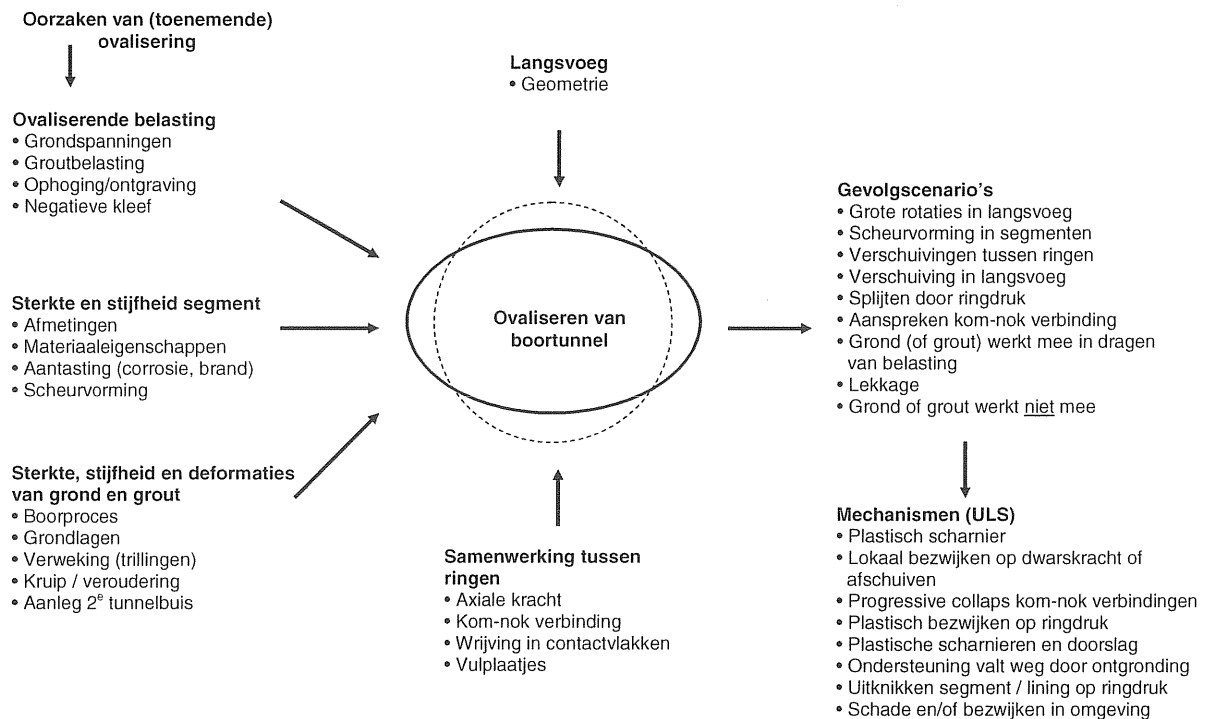 Oorzaken van (toenemende)
ovalisering
Ovaliserende belasting
• Grondspanningen
• Groutbelasting
• Ophoging/ontgraving
• Negatieve kleef
Sterkte en stijfheid segment
• Afmetingen
• Materiaaleigenschappen
• Aantasting (corrosie, brand)
• Scheurvorming
Sterkte, stijfheid en deformaties
van grond en grout
• Boorproces
• Grondlagen
• Verweking (trillingen)
• Kruip / veroudering
• Aanleg 2e tunnelbuis
Langsvoeg
• Geometrie
Ovaliseren van
boortunnel
Samenwerking tussen
ringen
• Axiale kracht
• Kom-nok verbinding
• Wrijving in contactvlakken
• Vulplaatjes
Gevolgscenario's
• Grote rotaties in langsvoeg
• Scheurvorming in segmenten
• Verschuivingen tussen ringen
• Verschuiving in langsvoeg
• Splijten door ringdruk
• Aanspreken kom-nok verbinding
• Grond (of grout) werkt mee in dragen
van belasting
• Lekkage
• Grond of grout werkt niet mee
Mechanismen (ULS)
• Plastisch scharnier
• Lokaal bezwijken op dwarskracht of
afschuiven
• Progressive collaps kom-nok verbindingen
• Plastisch bezwijken op ringdruk
• Plastische scharnieren en doorslag
• Ondersteuning valt weg door ontgronding
• Uitknikken segment / lining op ringdruk
• Schade en/of bezwijken in omgeving